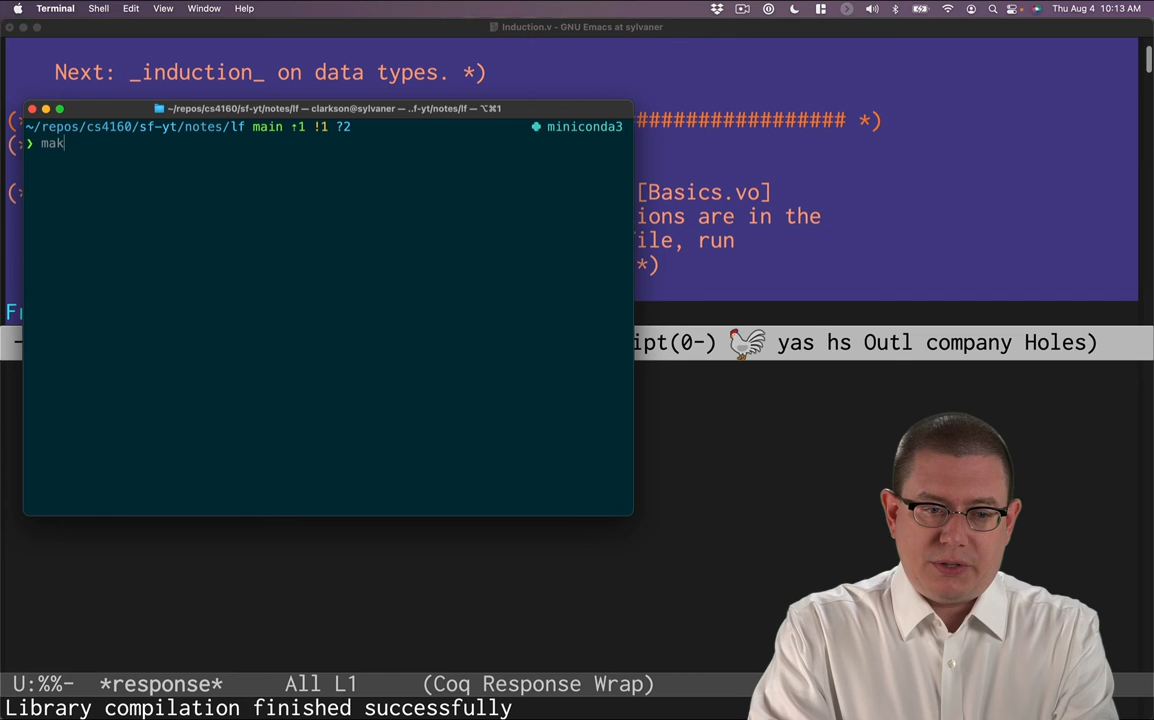 Terminal Shell Edit View Window Help Thu Aug 4 10:13 AM
Induction.v - GNU Emacs at sylvaner
Next: _induction_ on data types. *)
~/repos/cs4160/sf-yt/notes/lf — clarkson@sylvaner — ..f-yt/notes/lf — ⌥⌘1
(* ################# *)
~/repos/cs4160/sf-yt/notes/lf main ⇡1 !1 ?2 miniconda3
❯ mak
(*
(* [Basics.vo]
ions are in the
file, run
*)
Fr
- ipt(0-) yas hs Outl company Holes)
U:%%- *response* All L1 (Coq Response Wrap)
Library compilation finished successfully